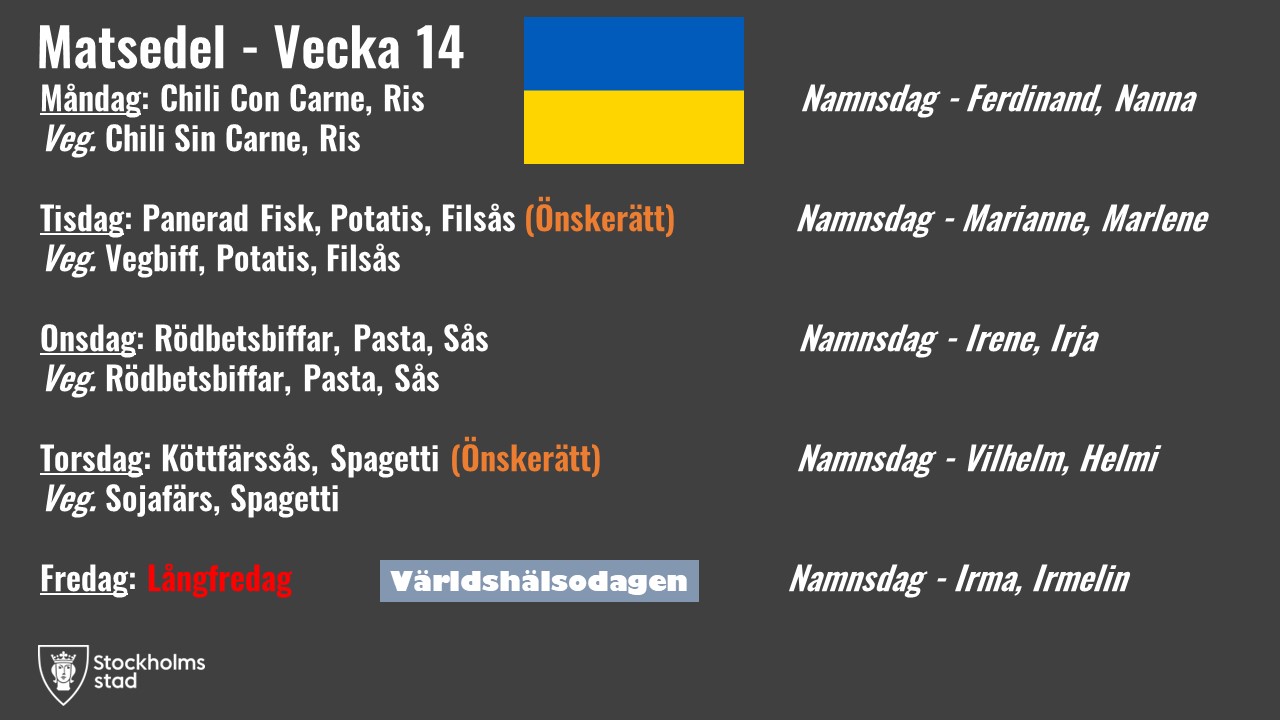 Matsedel - Vecka 14
Måndag: Chili Con Carne, Ris
Namnsdag - Ferdinand, Nanna
Veg. Chili Sin Carne, Ris
Tisdag: Panerad Fisk, Potatis, Filsås (Önskerätt)
Namnsdag - Marianne, Marlene
Veg. Vegbiff, Potatis, Filsås
Onsdag: Rödbetsbiffar, Pasta, Sås
Namnsdag - Irene, Irja
Veg. Rödbetsbiffar, Pasta, Sås
Torsdag: Köttfärssås, Spagetti (Önskerätt)
Namnsdag - Vilhelm, Helmi
Veg. Sojafärs, Spagetti
Fredag: Långfredag
Världshälsodagen
Namnsdag - Irma, Irmelin
Stockholms
stad